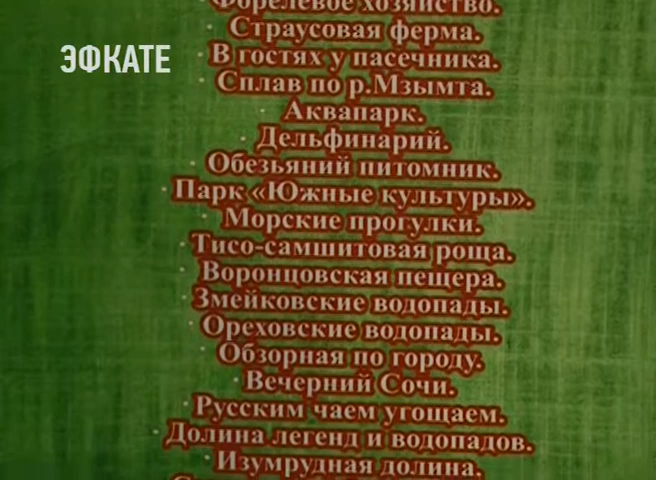 Форелевое хозяйство.
ЭФКАТЕ
· Страусовая ферма.
· В гостях у пасечника.
· Сплав по р.Мзымта.
· Аквапарк.
· Дельфинарий.
· Обезьяний питомник.
· Парк «Южные культуры».
· Морские прогулки.
· Тисо-самшитовая роща.
· Воронцовская пещера.
· Змейковские водопады.
· Ореховские водопады.
· Обзорная по городу.
· Вечерний Сочи.
· Русским чаем угощаем.
· Долина легенд и водопадов.
· Изумрудная долина.